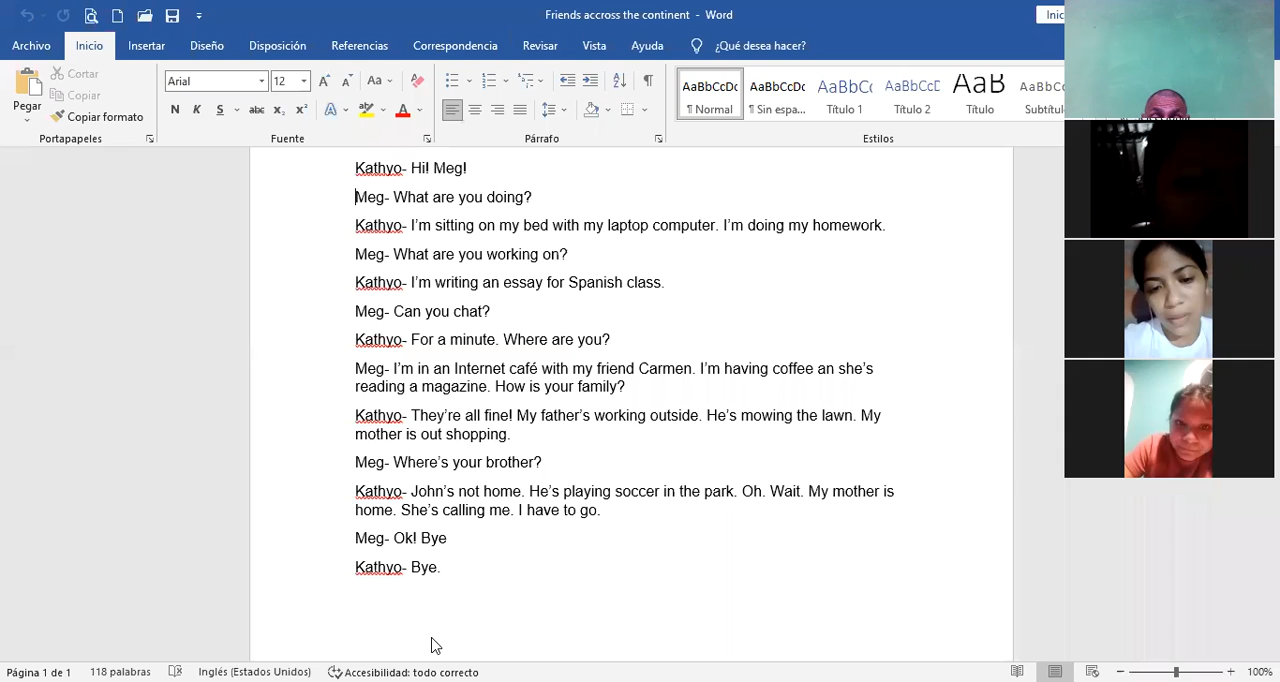 Friends accross the continent - Word
Inic
Archivo Inicio Insertar Diseño Disposición Referencias Correspondencia Revisar Vista Ayuda ¿Qué desea hacer?
Pegar
Cortar
Copiar
Copiar formato
Portapapeles
Arial 12
Aa
N K S abc x₂ x² A A
Fuente
Párrafo
AaBbCcDc AaBbCcDc AaBbCc AaBbCcD AaB AaBbCcD
¶ Normal ¶ Sin espa... Título 1 Título 2 Título Subtítulo
Estilos
Kathyo- Hi! Meg!
Meg- What are you doing?
Kathyo- I'm sitting on my bed with my laptop computer. I'm doing my homework.
Meg- What are you working on?
Kathyo- I'm writing an essay for Spanish class.
Meg- Can you chat?
Kathyo- For a minute. Where are you?
Meg- I'm in an Internet café with my friend Carmen. I'm having coffee an she's
reading a magazine. How is your family?
Kathyo- They're all fine! My father's working outside. He's mowing the lawn. My
mother is out shopping.
Meg- Where's your brother?
Kathyo- John's not home. He's playing soccer in the park. Oh. Wait. My mother is
home. She's calling me. I have to go.
Meg- Ok! Bye
Kathyo- Bye.
Página 1 de 1 118 palabras Inglés (Estados Unidos) Accesibilidad: todo correcto 100%